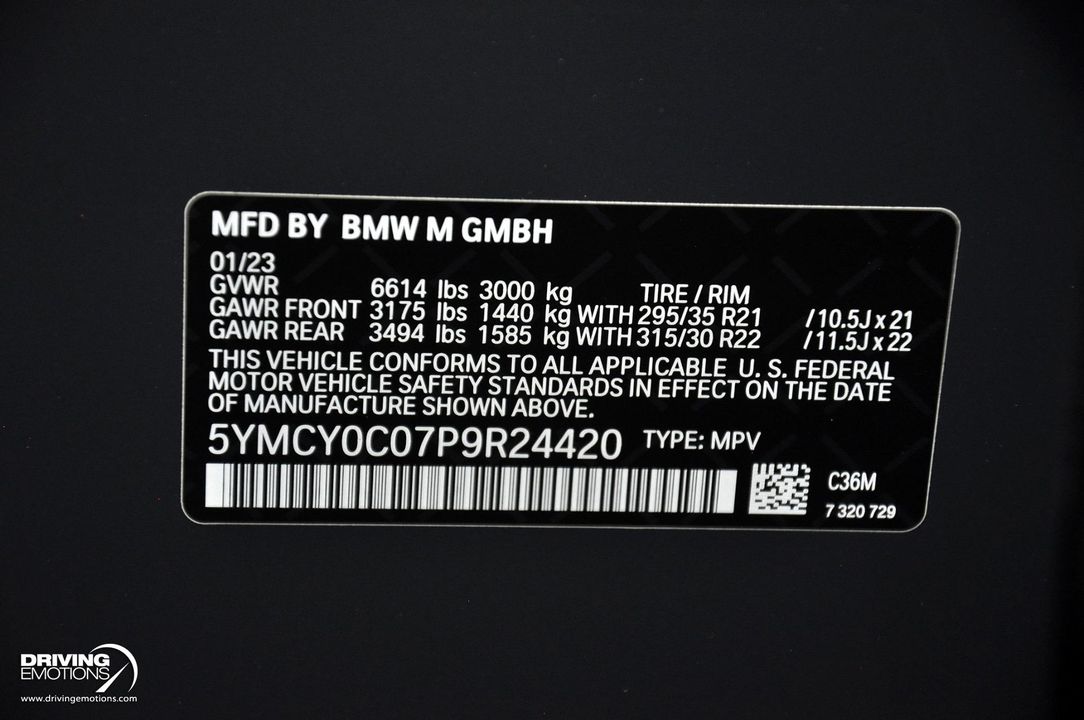 MFD BY BMW M GMBH
01/23
GVWR 6614 lbs 3000 kg TIRE / RIM
GAWR FRONT 3175 lbs 1440 kg WITH 295/35 R21 /10.5J x 21
GAWR REAR 3494 lbs 1585 kg WITH 315/30 R22 /11.5J x 22
THIS VEHICLE CONFORMS TO ALL APPLICABLE U. S. FEDERAL
MOTOR VEHICLE SAFETY STANDARDS IN EFFECT ON THE DATE
OF MANUFACTURE SHOWN ABOVE.
5YMCY0C07P9R24420 TYPE: MPV
C36M
7 320 729
DRIVING
EMOTIONS
www.drivingemotions.com